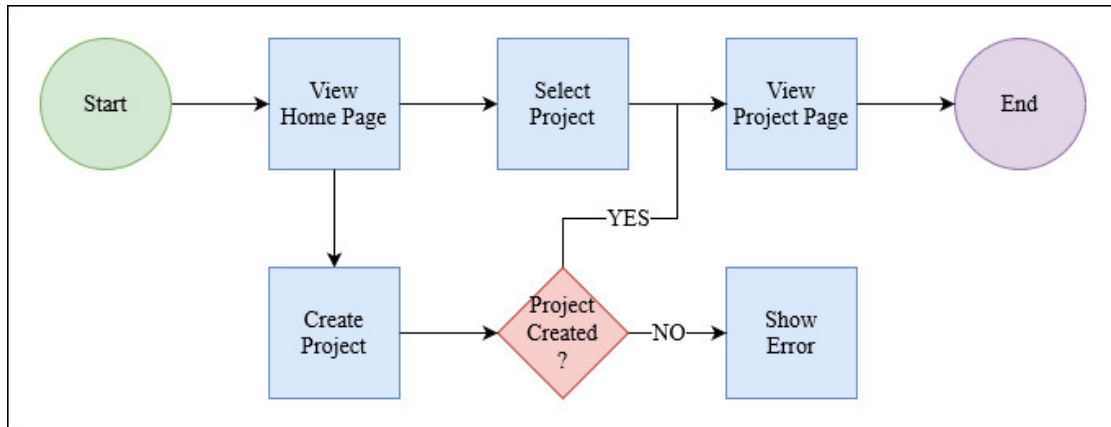 Start
View
Home Page
Select
Project
View
Project Page
End
YES
Create
Project
Project
Created
?
NO
Show
Error